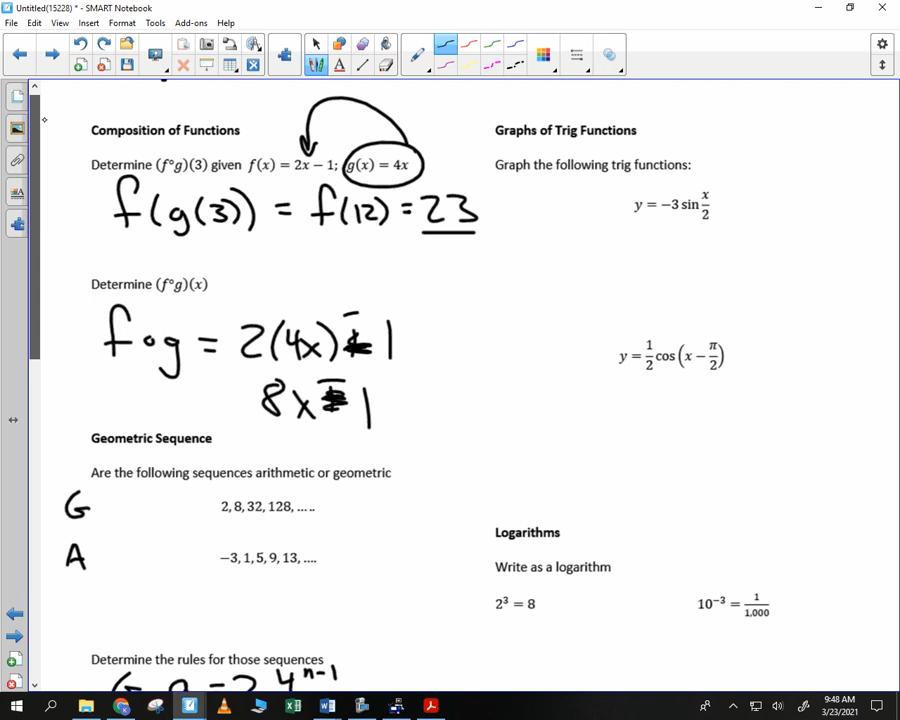 Untitled(15228) * - SMART Notebook
File Edit View Insert Format Tools Add-ons Help
Composition of Functions
Determine (f°g)(3) given f(x) = 2x − 1; g(x) = 4x
f(g(3)) = f(12) = 23
Determine (f°g)(x)
f∘g = 2(4x) - 1
8x - 1
Geometric Sequence
Are the following sequences arithmetic or geometric
G 2, 8, 32, 128, .....
A −3, 1, 5, 9, 13, ....
Determine the rules for those sequences
Graphs of Trig Functions
Graph the following trig functions:
y = −3 sin x/2
y = 1/2 cos(x − π/2)
Logarithms
Write as a logarithm
2³ = 8 10⁻³ = 1/1,000
9:48 AM
3/23/2021